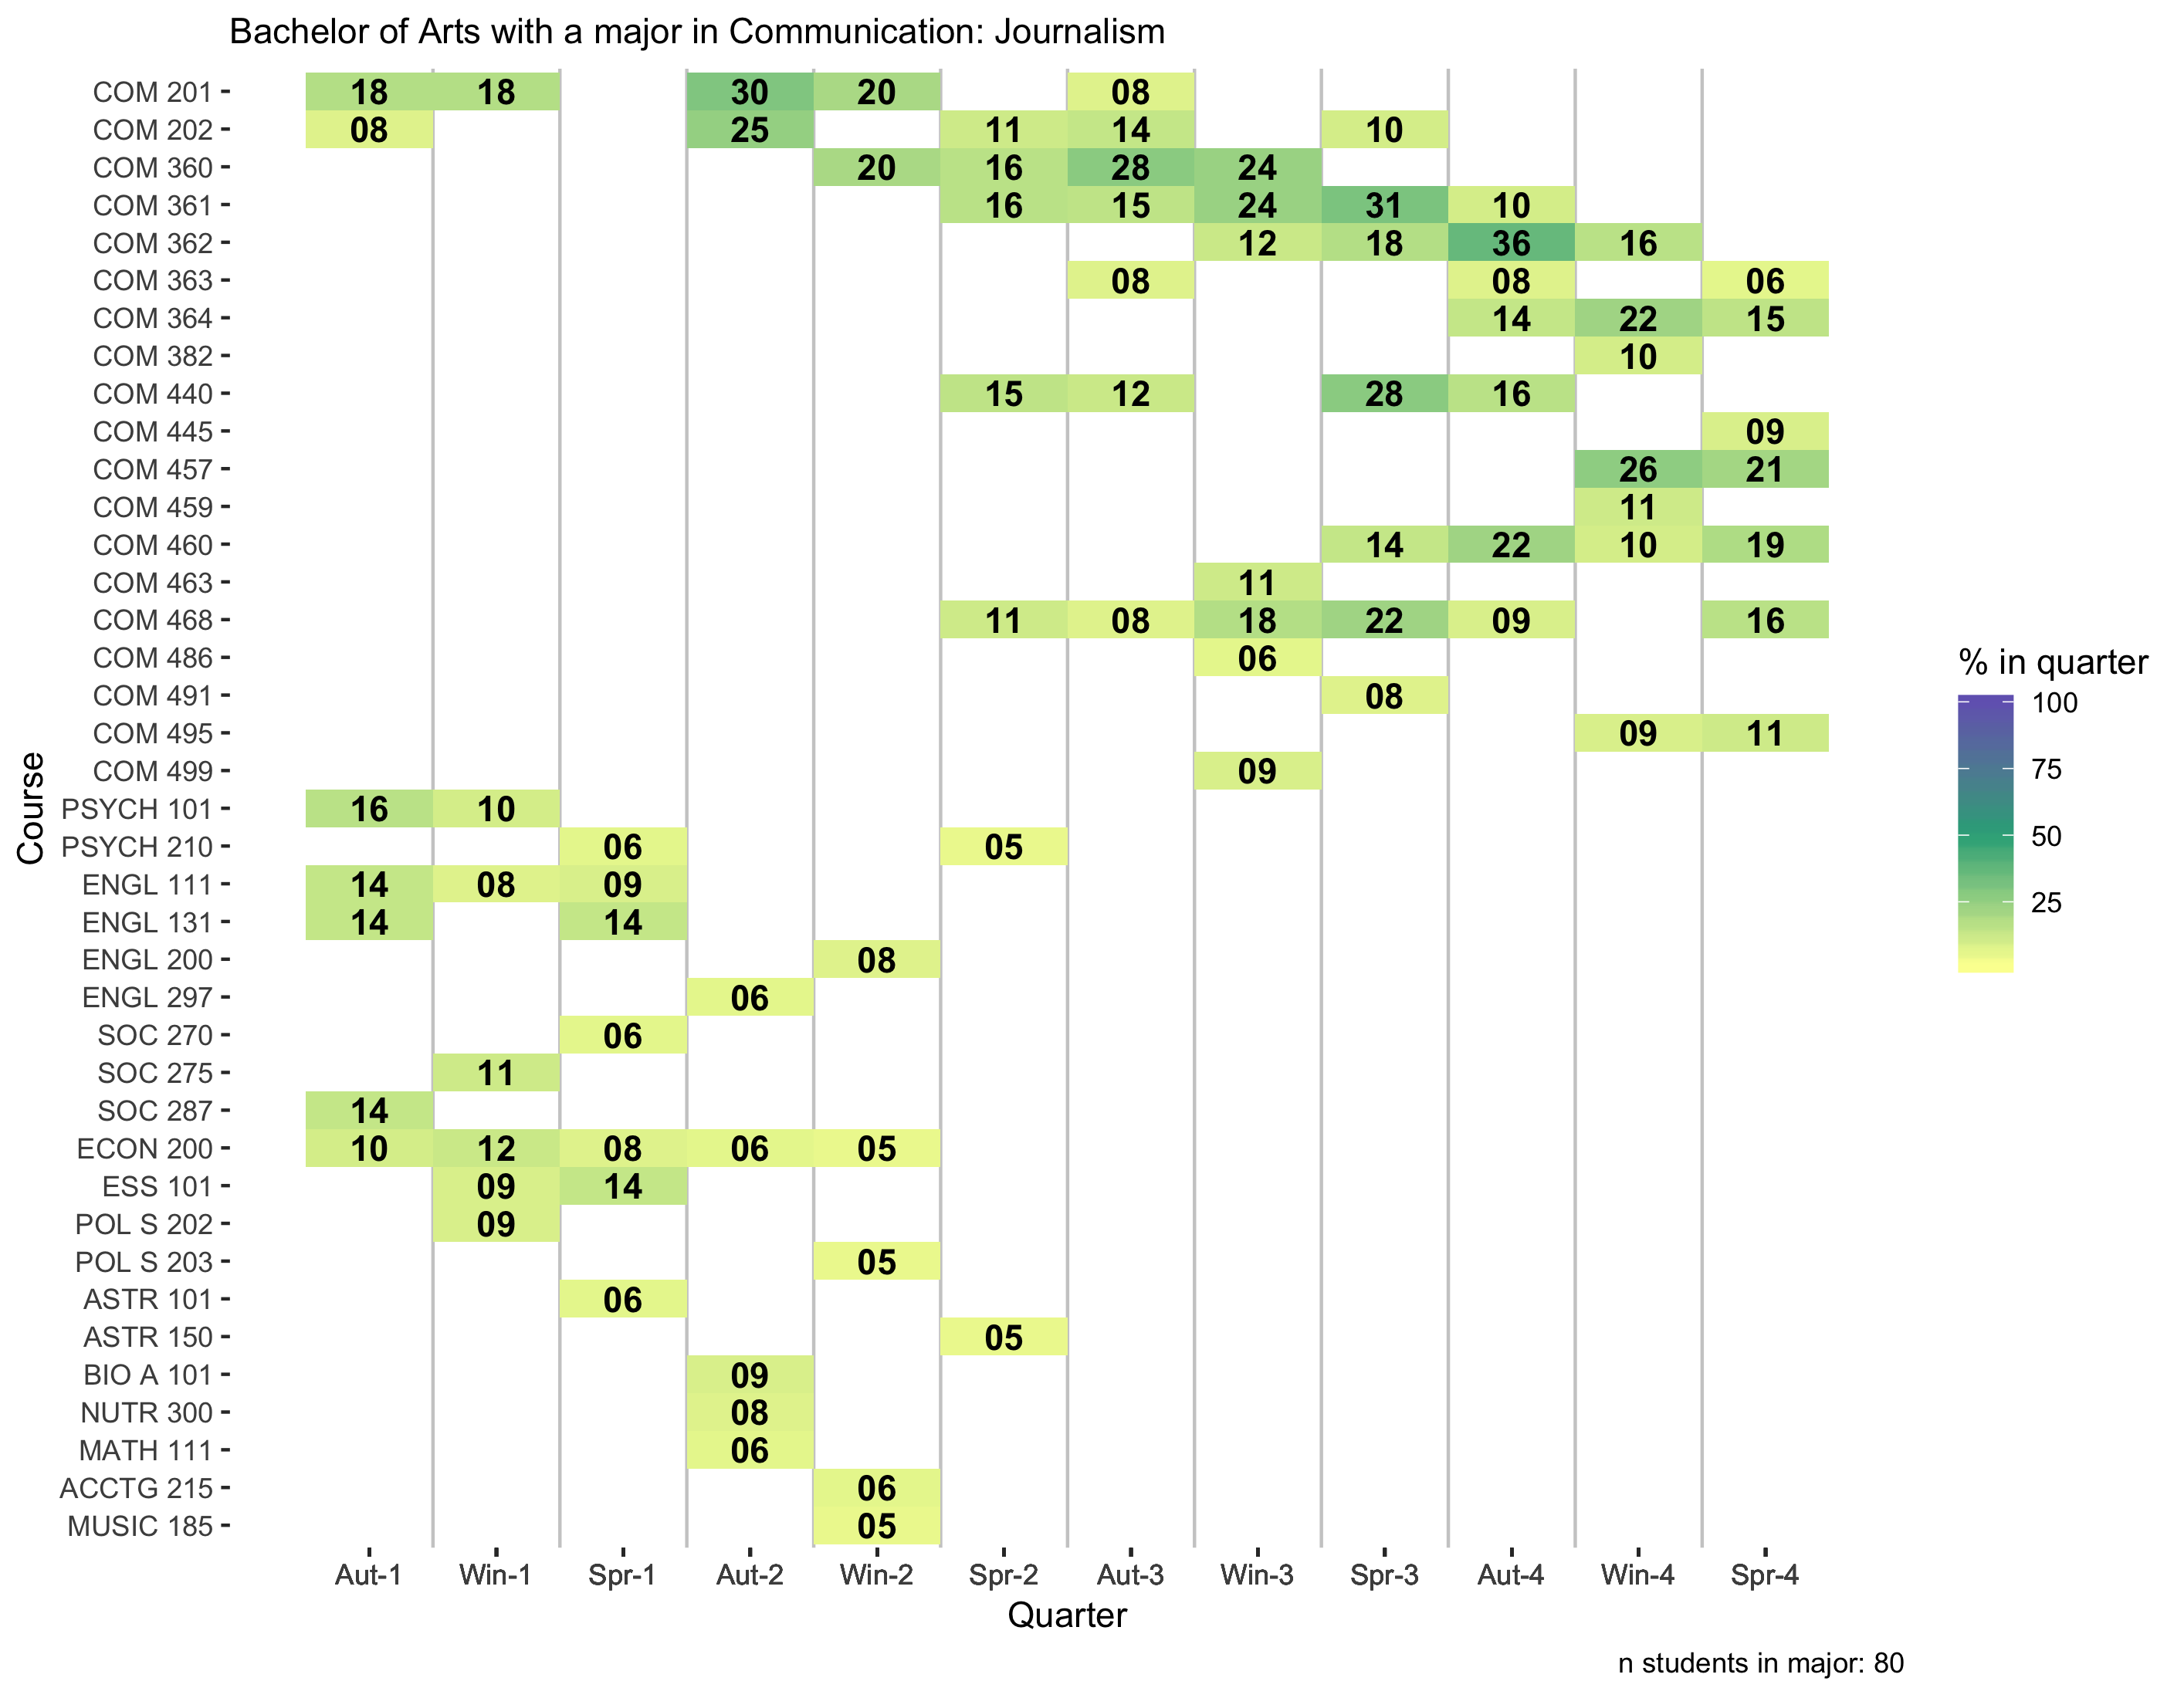 Bachelor of Arts with a major in Communication: Journalism
COM 201 18 18 30 20 08
COM 202 08 25 11 14 10
COM 360 20 16 28 24
COM 361 16 15 24 31 10
COM 362 12 18 36 16
COM 363 08 08 06
COM 364 14 22 15
COM 382 10
COM 440 15 12 28 16
COM 445 09
COM 457 26 21
COM 459 11
COM 460 14 22 10 19
COM 463 11
COM 468 11 08 18 22 09 16
COM 486 06
COM 491 08
COM 495 09 11
COM 499 09
PSYCH 101 16 10
PSYCH 210 06 05
ENGL 111 14 08 09
ENGL 131 14 14
ENGL 200 08
ENGL 297 06
SOC 270 06
SOC 275 11
SOC 287 14
ECON 200 10 12 08 06 05
ESS 101 09 14
POL S 202 09
POL S 203 05
ASTR 101 06
ASTR 150 05
BIO A 101 09
NUTR 300 08
MATH 111 06
ACCTG 215 06
MUSIC 185 05
Aut-1 Win-1 Spr-1 Aut-2 Win-2 Spr-2 Aut-3 Win-3 Spr-3 Aut-4 Win-4 Spr-4
Quarter
Course
% in quarter
100
75
50
25
n students in major: 80